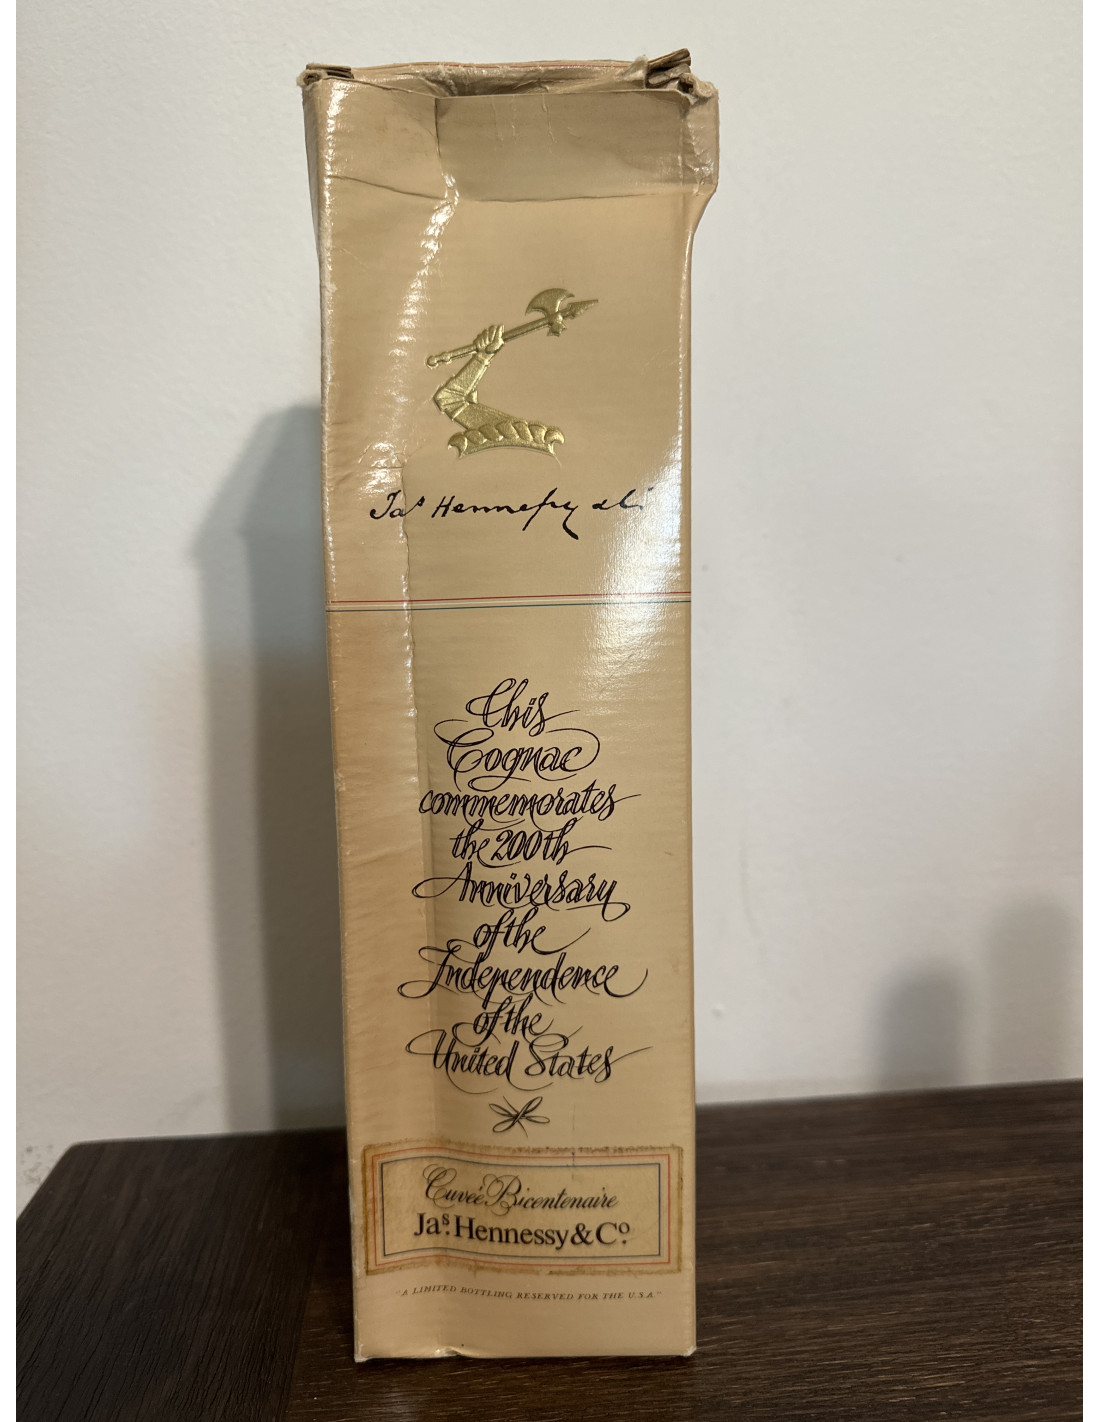 Jas Hennessy & Co
This
Cognac
commemorates
the 200th
Anniversary
of the
Independence
of the
United States
Cuvée Bicentenaire
Jas. Hennessy & Co.
"A LIMITED BOTTLING RESERVED FOR THE U.S.A."